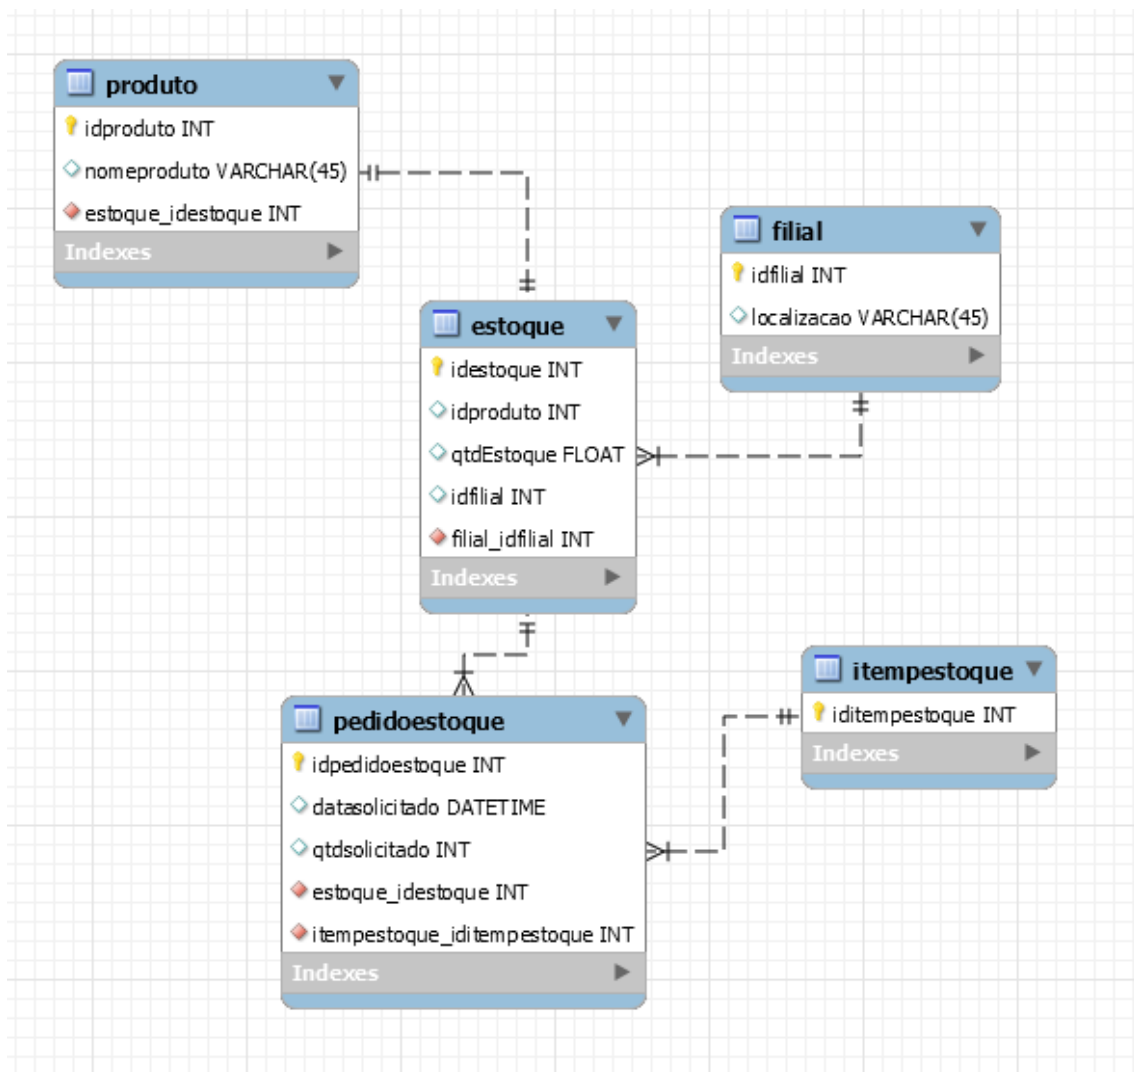 produto
idproduto INT
nomeproduto VARCHAR(45)
estoque_idestoque INT
Indexes
filial
idfilial INT
localizacao VARCHAR(45)
Indexes
estoque
idestoque INT
idproduto INT
qtdEstoque FLOAT
idfilial INT
filial_idfilial INT
Indexes
itempestoque
iditempestoque INT
Indexes
pedidoestoque
idpedidoestoque INT
datasolicitado DATETIME
qtdsolicitado INT
estoque_idestoque INT
itempestoque_iditempestoque INT
Indexes